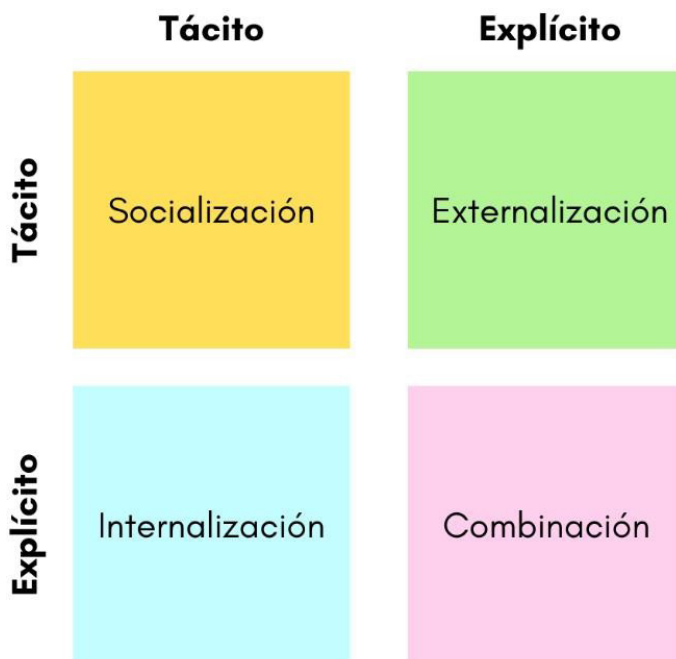 Tácito
Explícito
Tácito
Socialización
Externalización
Explícito
Internalización
Combinación